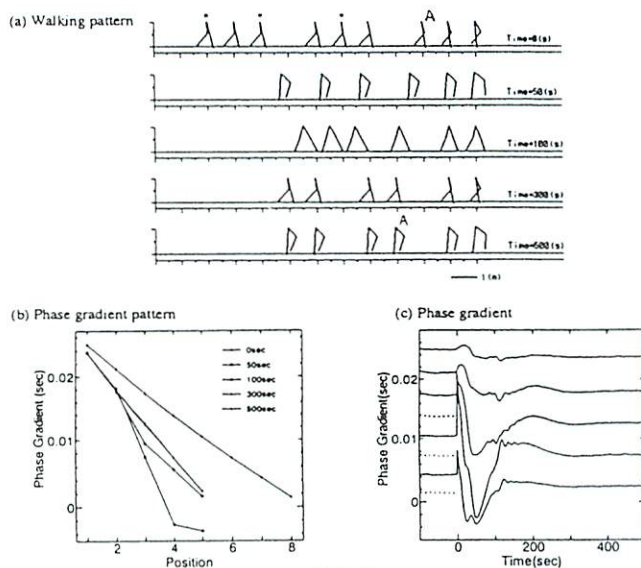 (a) Walking pattern
* * * A
Time=0(s)
Time=50(s)
Time=100(s)
Time=300(s)
A
Time=600(s)
1(m)
(b) Phase gradient pattern
0sec
50sec
100sec
300sec
600sec
Phase Gradient (sec)
0.02
0.01
0
2 4 6 8
Position
(c) Phase gradient
Phase Gradient(sec)
0.02
0.01
0
0 200 400
Time(sec)